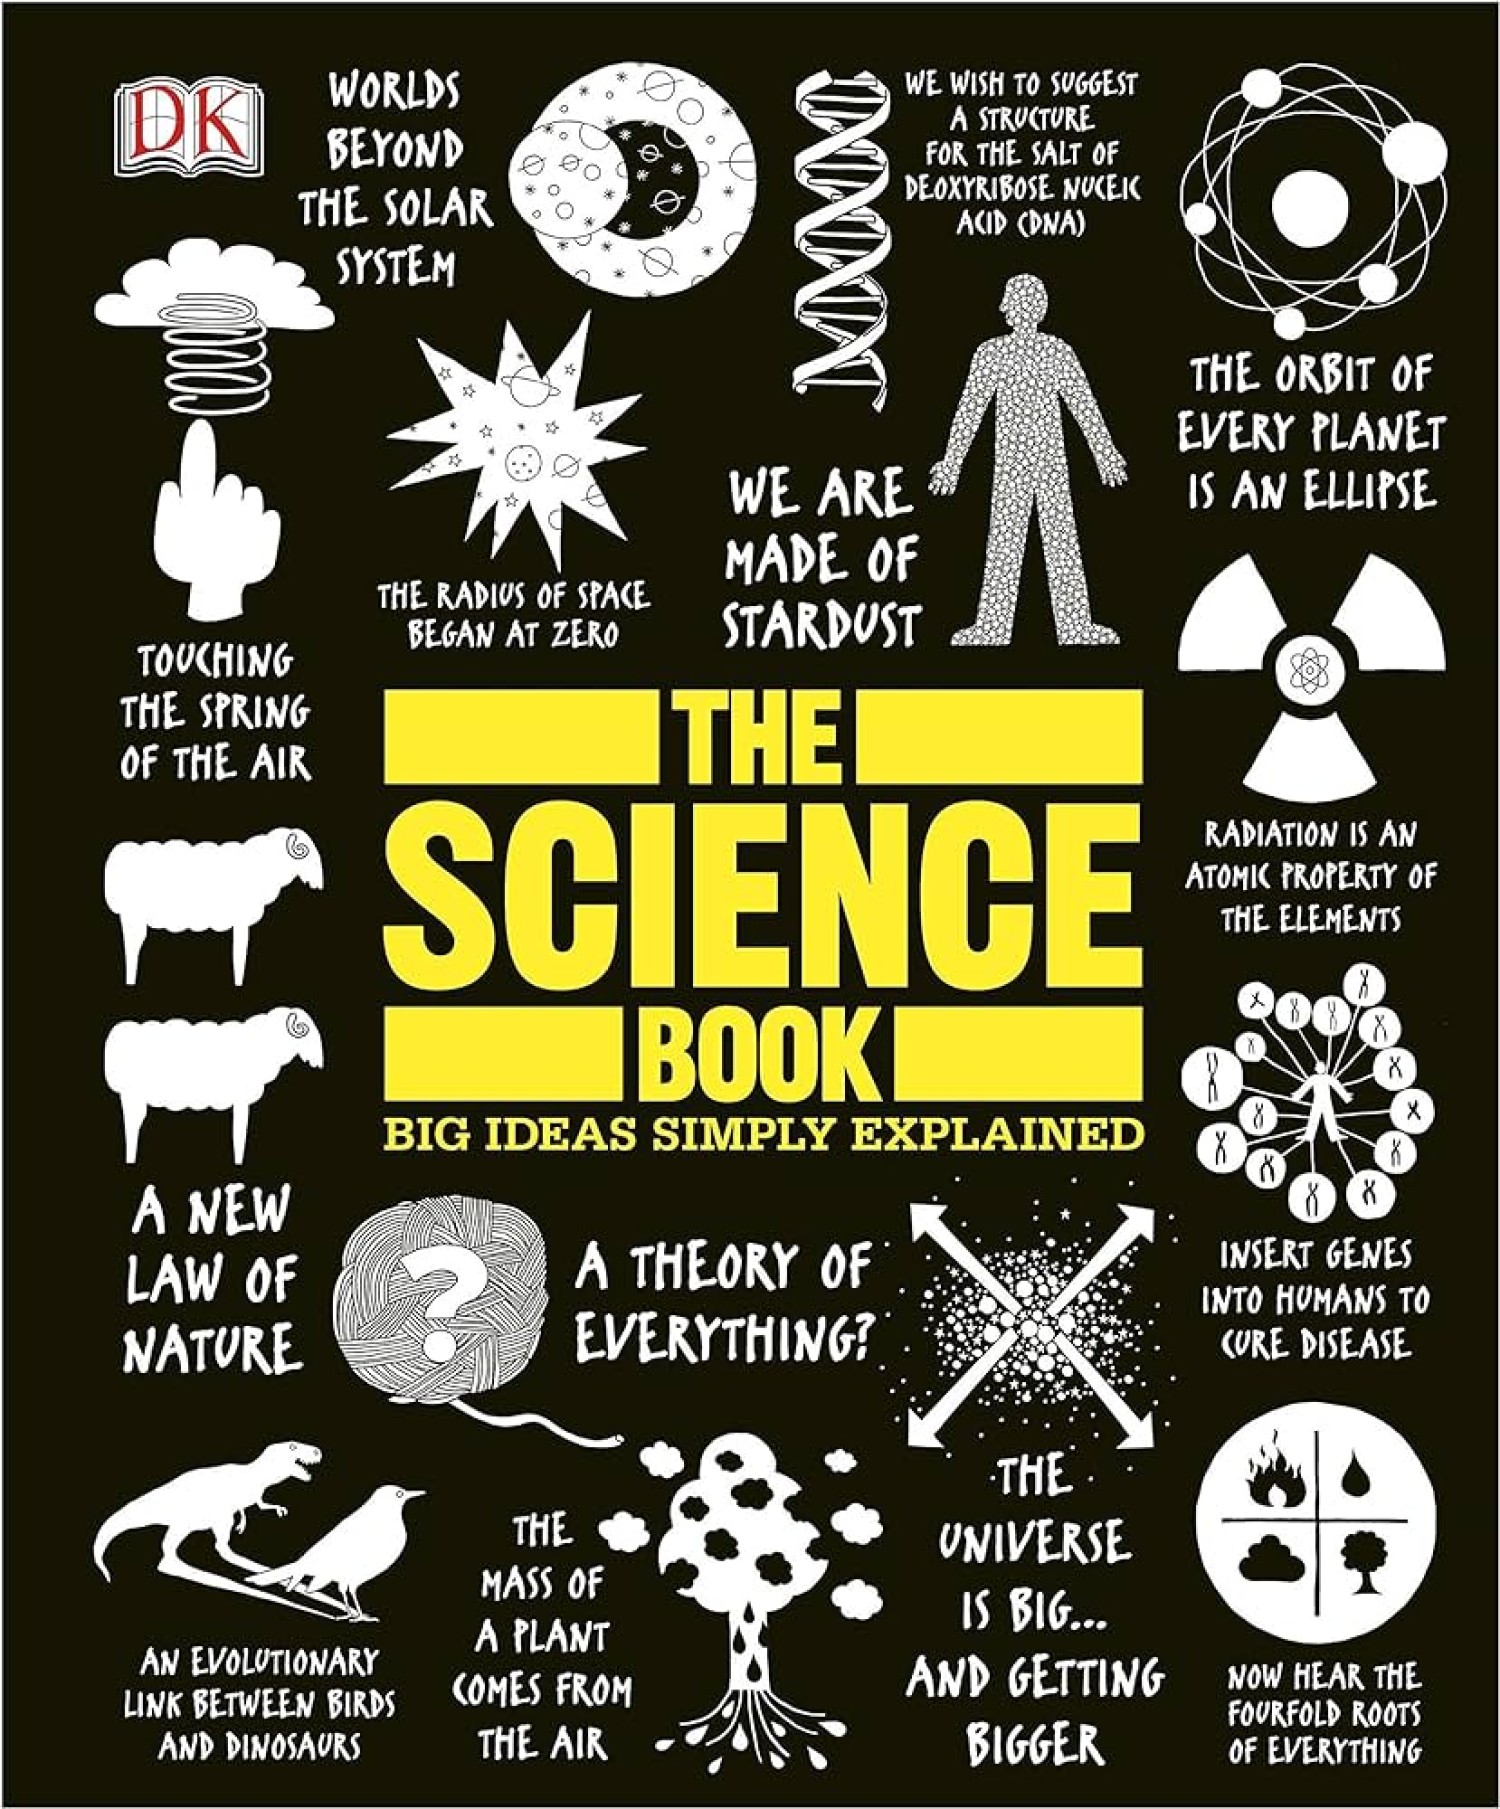 DK
WORLDS
BEYOND
THE SOLAR
SYSTEM
WE WISH TO SUGGEST
A STRUCTURE
FOR THE SALT OF
DEOXYRIBOSE NUCEIC
ACID (DNA)
THE ORBIT OF
EVERY PLANET
IS AN ELLIPSE
WE ARE
MADE OF
STARDUST
THE RADIUS OF SPACE
BEGAN AT ZERO
TOUCHING
THE SPRING
OF THE AIR
THE
SCIENCE
BOOK
BIG IDEAS SIMPLY EXPLAINED
RADIATION IS AN
ATOMIC PROPERTY OF
THE ELEMENTS
A NEW
LAW OF
NATURE
?
A THEORY OF
EVERYTHING?
INSERT GENES
INTO HUMANS TO
CURE DISEASE
AN EVOLUTIONARY
LINK BETWEEN BIRDS
AND DINOSAURS
THE
MASS OF
A PLANT
COMES FROM
THE AIR
THE
UNIVERSE
IS BIG...
AND GETTING
BIGGER
NOW HEAR THE
FOURFOLD ROOTS
OF EVERYTHING